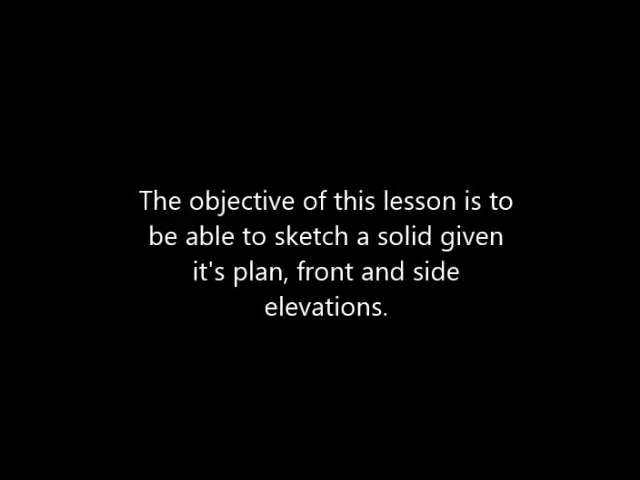 The objective of this lesson is to
be able to sketch a solid given
it's plan, front and side
elevations.